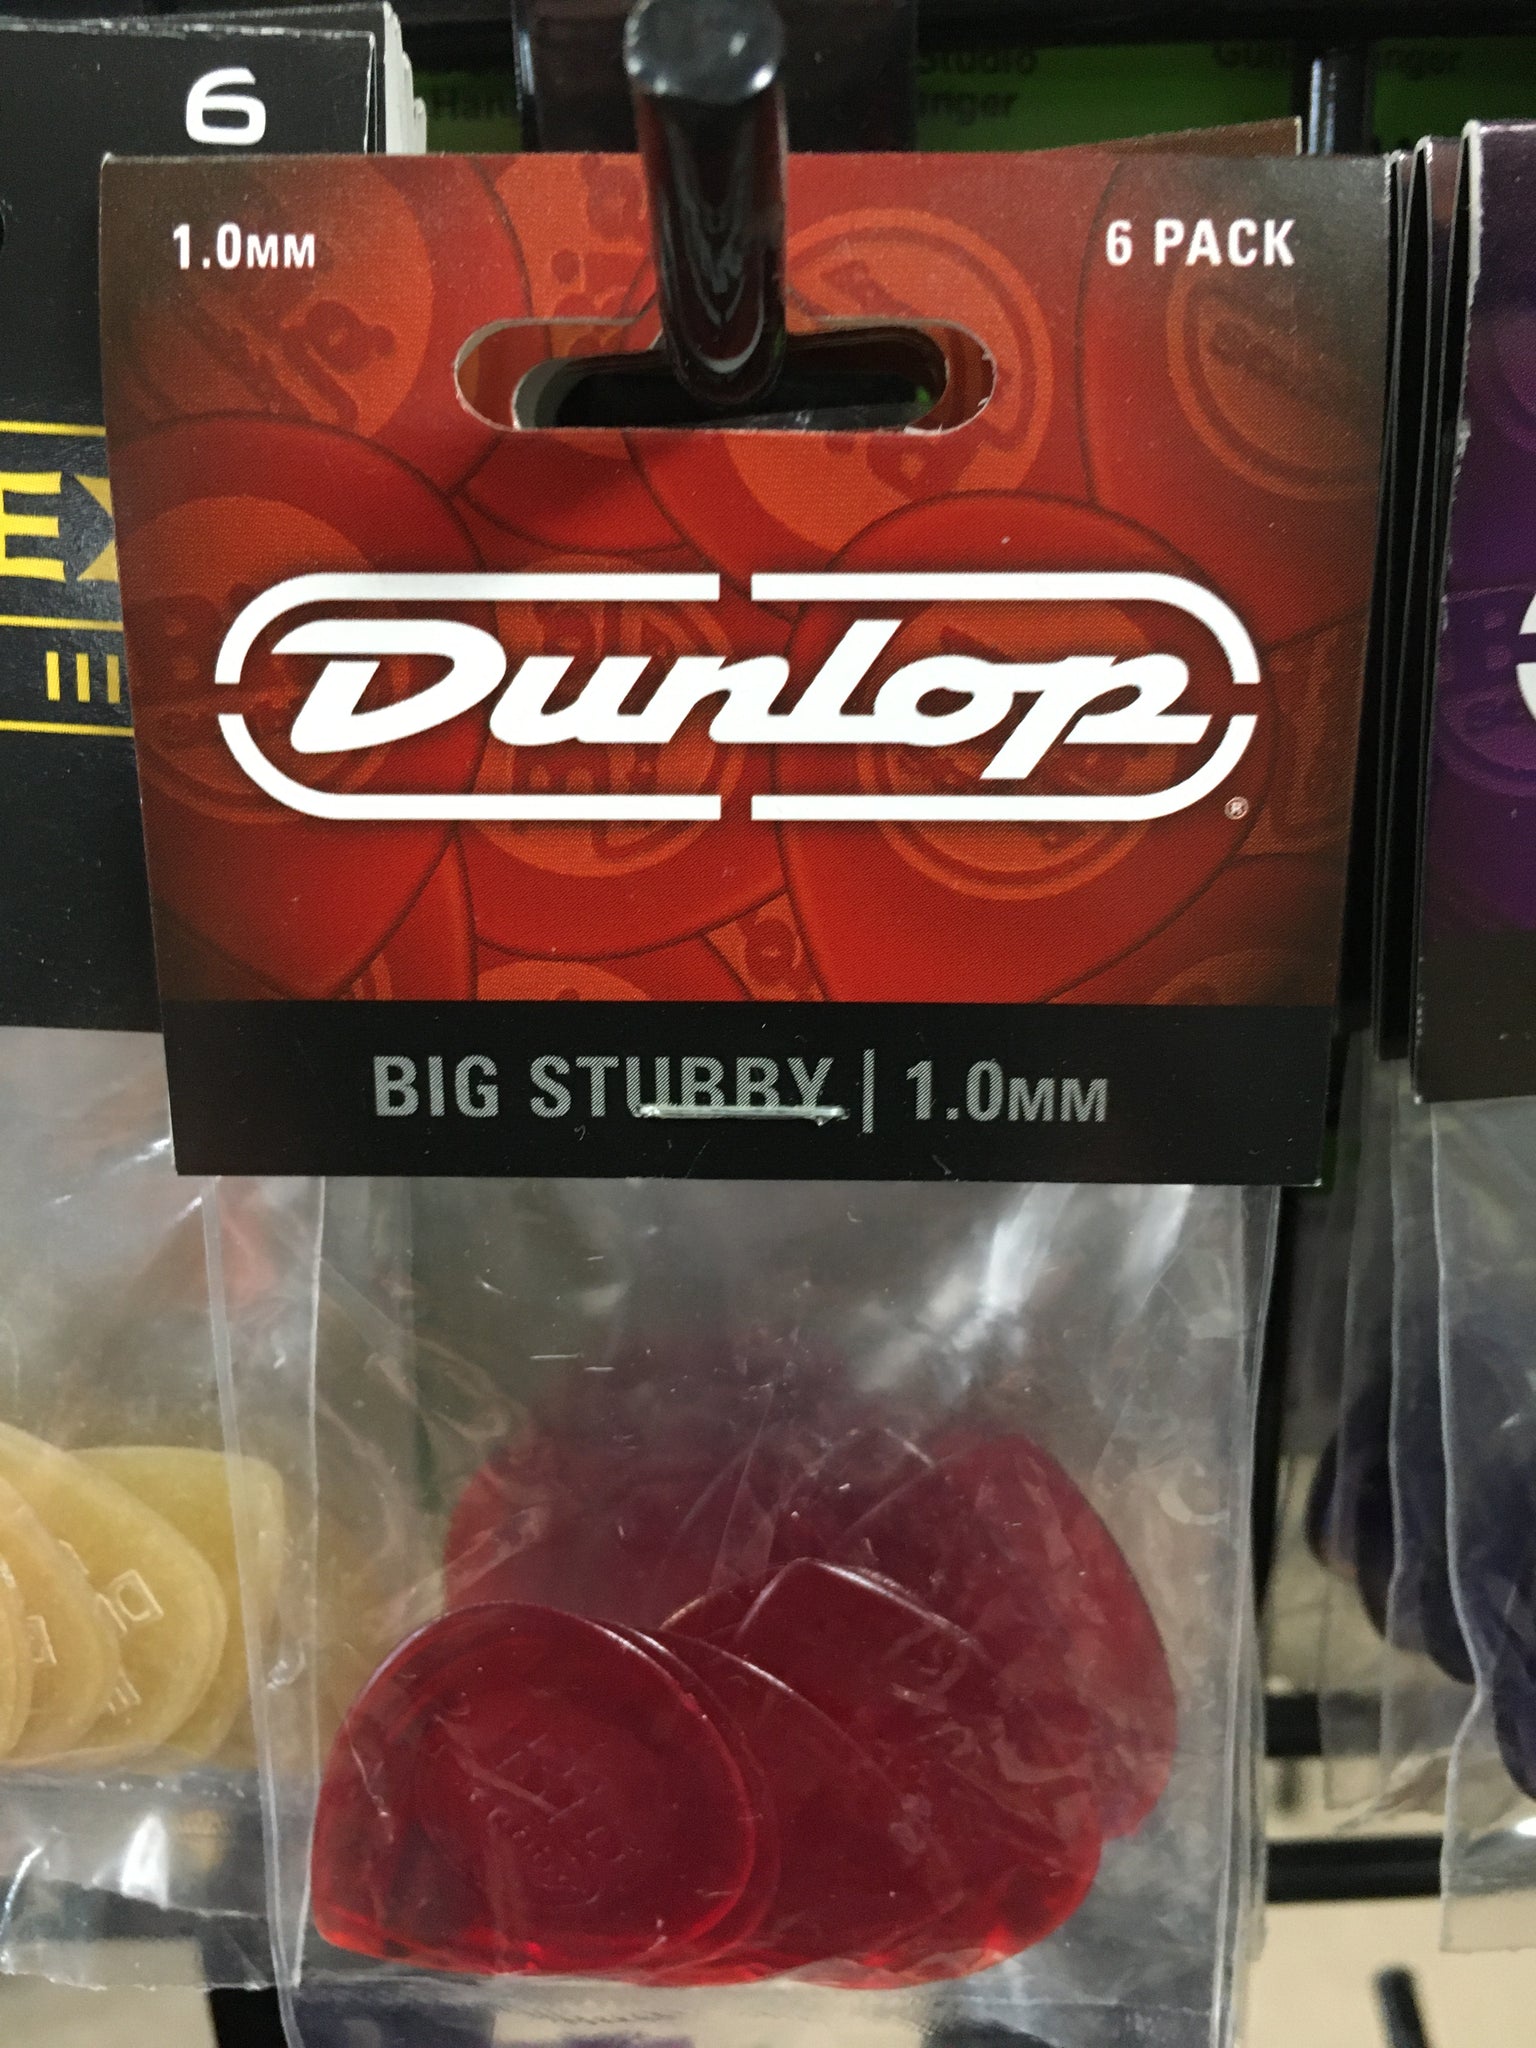 6
1.0MM
6 PACK
DUNLOP
®
BIG STUBBY | 1.0MM